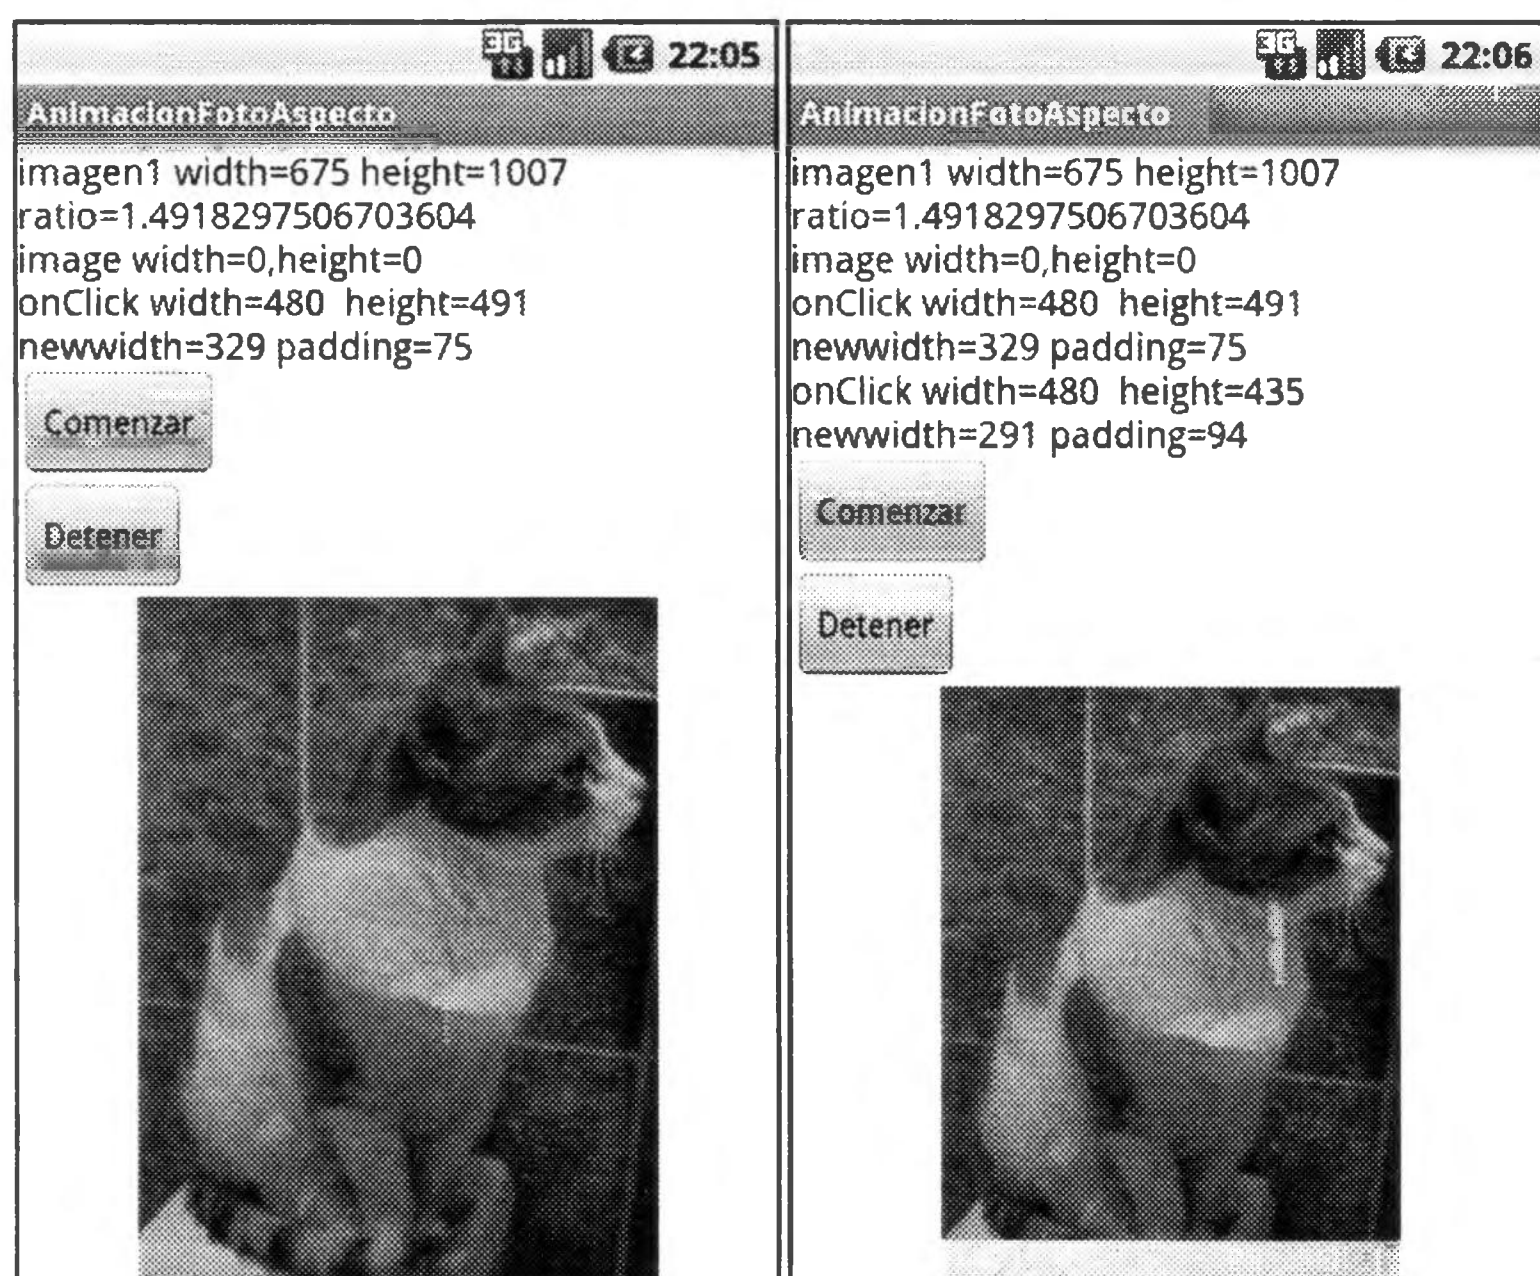 3G 22:05
AnimacionFotoAspecto
imagen1 width=675 height=1007
ratio=1.4918297506703604
image width=0,height=0
onClick width=480  height=491
newwidth=329 padding=75
Comenzar
Detener
3G 22:06
AnimacionFotoAspecto
imagen1 width=675 height=1007
ratio=1.4918297506703604
image width=0,height=0
onClick width=480  height=491
newwidth=329 padding=75
onClick width=480  height=435
newwidth=291 padding=94
Comenzar
Detener